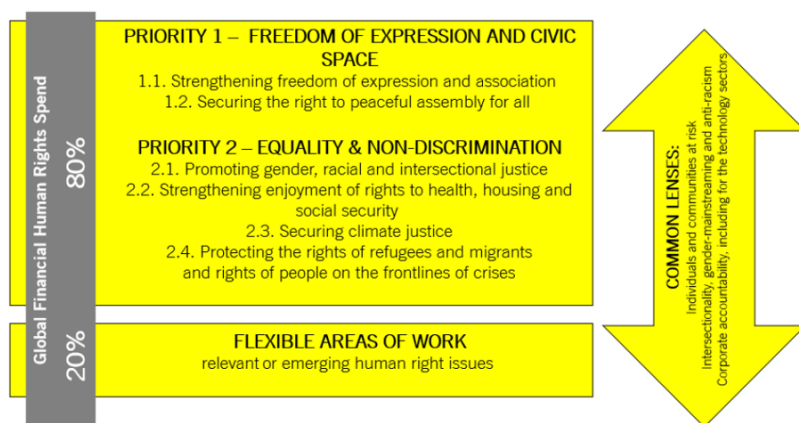 Global Financial Human Rights Spend
80%
20%
PRIORITY 1 – FREEDOM OF EXPRESSION AND CIVIC
SPACE
1.1. Strengthening freedom of expression and association
1.2. Securing the right to peaceful assembly for all
PRIORITY 2 – EQUALITY & NON-DISCRIMINATION
2.1. Promoting gender, racial and intersectional justice
2.2. Strengthening enjoyment of rights to health, housing and
social security
2.3. Securing climate justice
2.4. Protecting the rights of refugees and migrants
and rights of people on the frontlines of crises
FLEXIBLE AREAS OF WORK
relevant or emerging human right issues
COMMON LENSES:
Individuals and communities at risk
Intersectionality, gender-mainstreaming and anti-racism
Corporate accountability, including for the technology sectors.